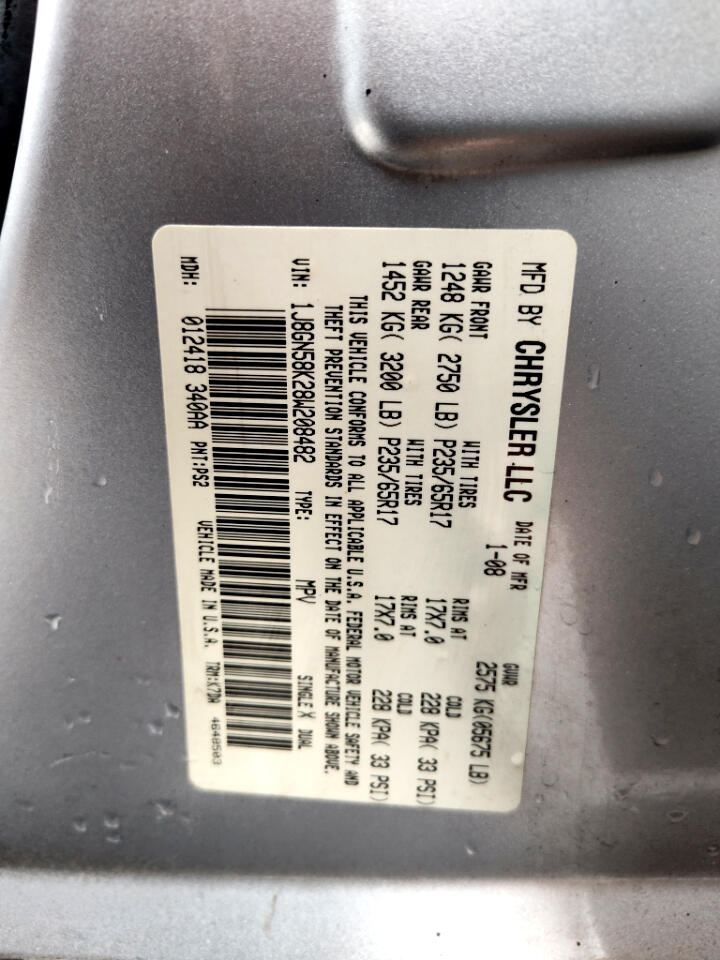 MFD BY CHRYSLER LLC DATE OF MFR 1-08 GVWR 2575 KG(05675 LB)
GAWR FRONT WITH TIRES RIMS AT COLD
1248 KG( 2750 LB) P235/65R17 17X7.0 228 KPA( 33 PSI)
GAWR REAR WITH TIRES RIMS AT COLD
1452 KG( 3200 LB) P235/65R17 17X7.0 228 KPA( 33 PSI)
THIS VEHICLE CONFORMS TO ALL APPLICABLE U.S.A. FEDERAL MOTOR VEHICLE SAFETY AND
THEFT PREVENTION STANDARDS IN EFFECT ON THE DATE OF MANUFACTURE SHOWN ABOVE.
VIN: 1J8GN58K28W208482 TYPE: MPV SINGLE X DUAL
MDH: 012418 340AA PNT:PS2 VEHICLE MADE IN U.S.A. TRM:X7DA 4648503